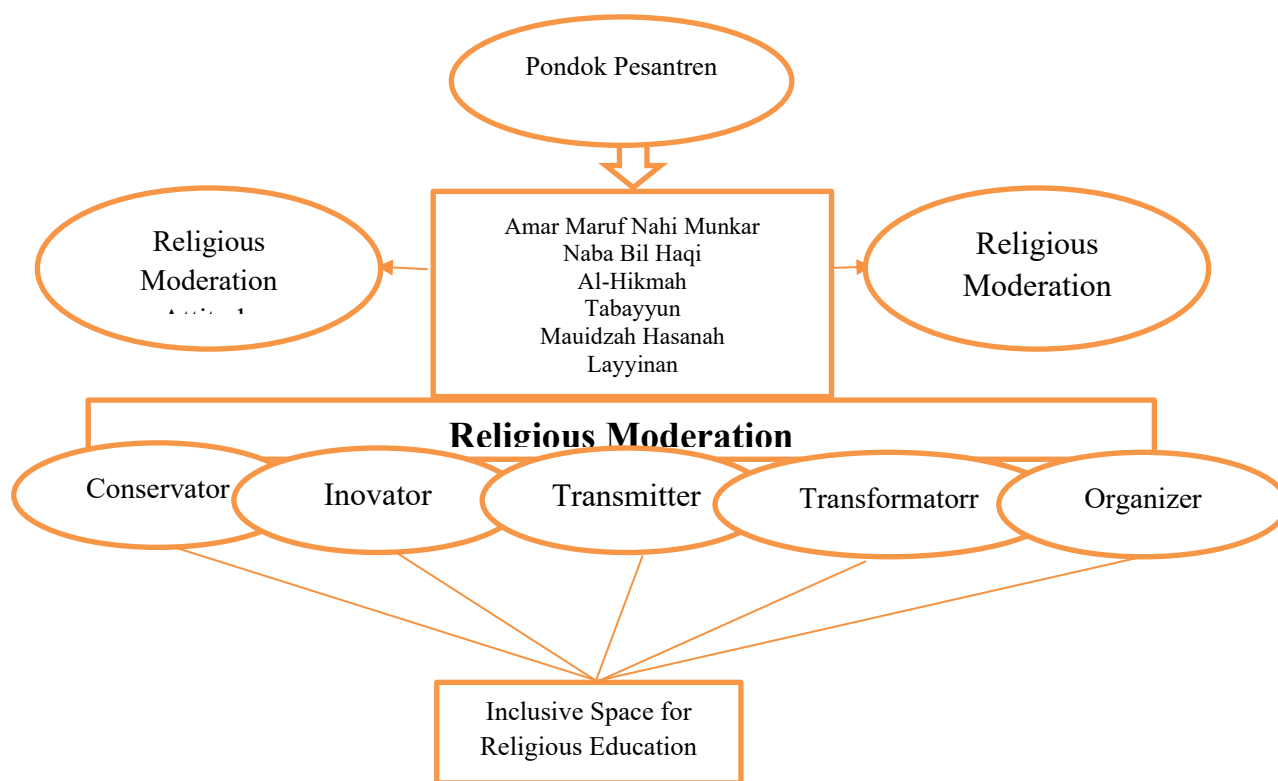 Pondok Pesantren
Religious
Moderation
Amar Maruf Nahi Munkar
Naba Bil Haqi
Al-Hikmah
Tabayyun
Mauidzah Hasanah
Layyinan
Religious
Moderation
Religious Moderation
Conservator
Inovator
Transmitter
Transformatorr
Organizer
Inclusive Space for
Religious Education